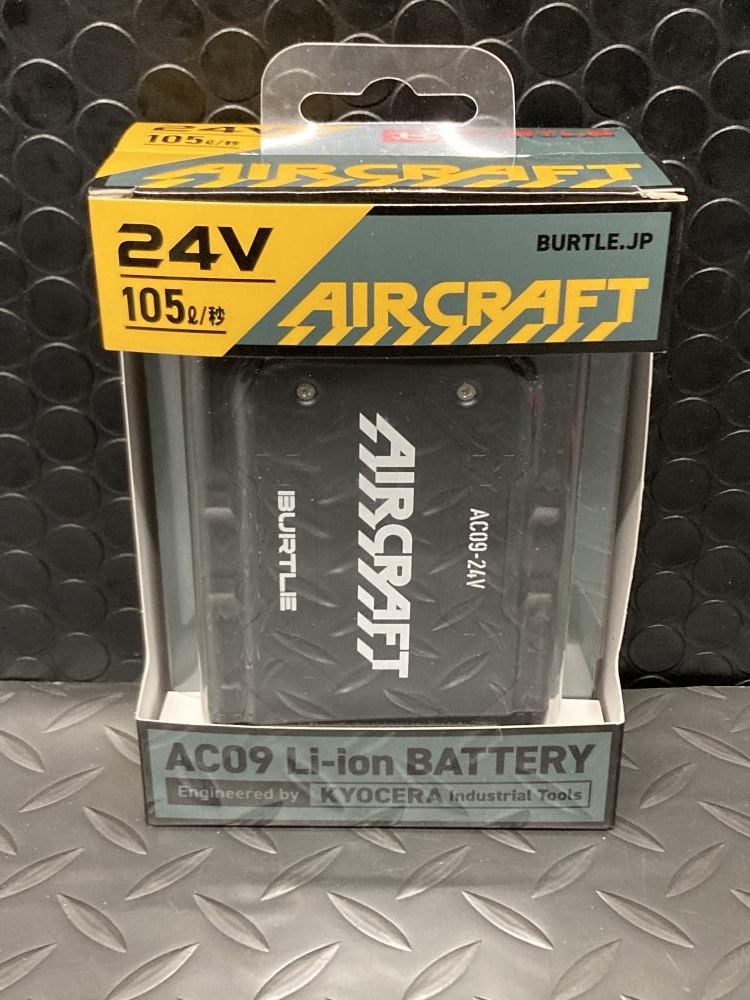 24V
105ℓ/秒
AIRCRAFT
24V
105ℓ/秒
BURTLE.JP
AIRCRAFT
BURTLE
AIRCRAFT
AC09-24V
AC09 Li-ion BATTERY
Engineered by KYOCERA Industrial Tools